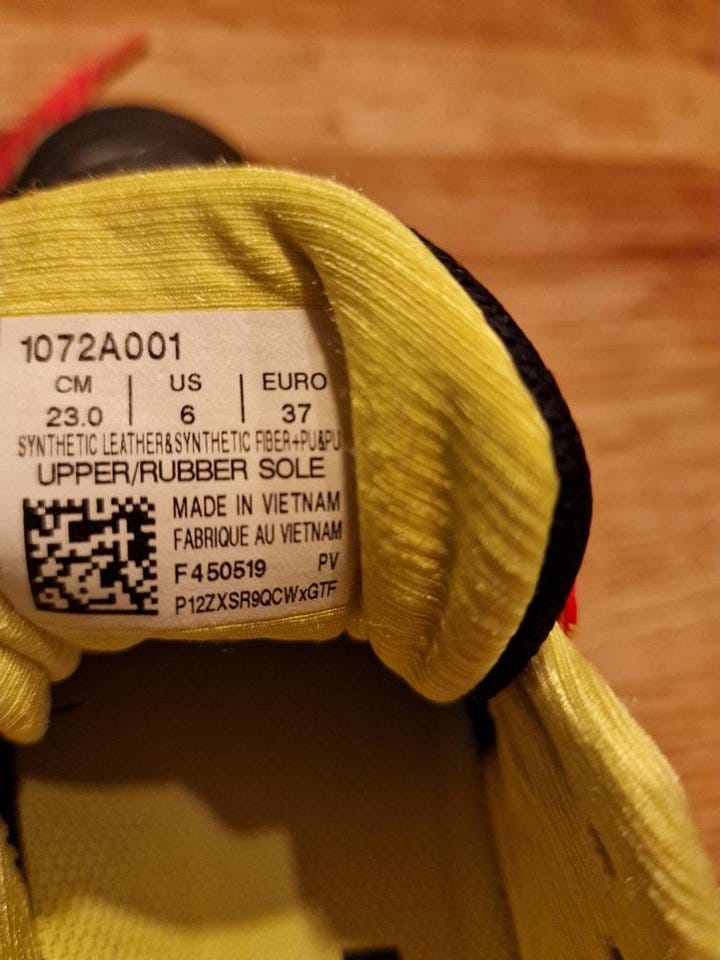 1072A001
CM | US | EURO
23.0 | 6 | 37
SYNTHETIC LEATHER&SYNTHETIC FIBER+PU&PU
UPPER/RUBBER SOLE
MADE IN VIETNAM
FABRIQUE AU VIETNAM
F450519 PV
P12ZXSR9QCWxGTF